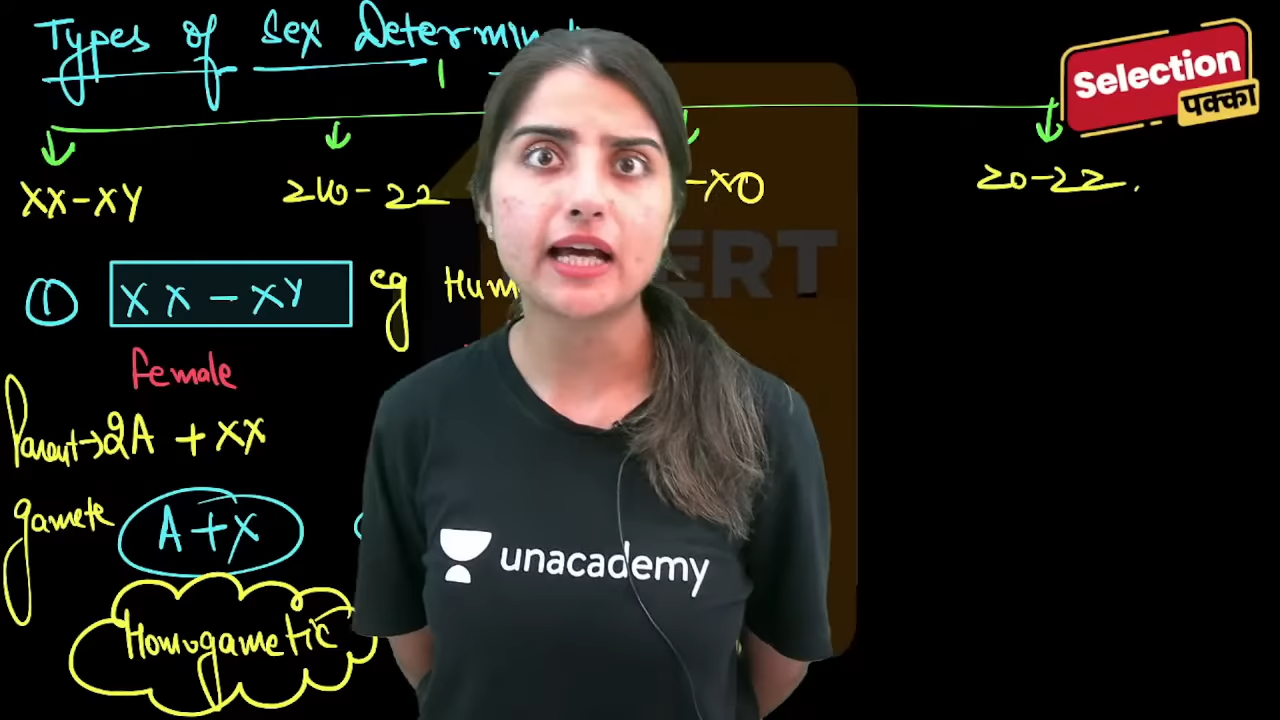 Types of Sex Determin
XX-XY
ZW-ZZ
-XO
ZO-ZZ.
Selection
पक्का
① XX-XY eg Hum
ERT
Female
Parent→2A + XX
gamete A+X
Homogametic
unacademy